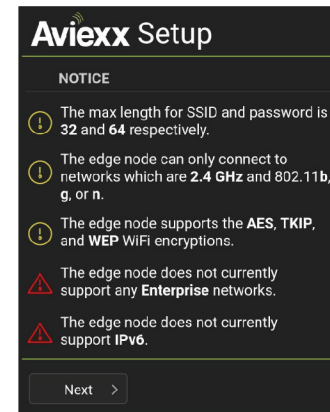 Aviexx Setup
NOTICE
The max length for SSID and password is
32 and 64 respectively.
The edge node can only connect to
networks which are 2.4 GHz and 802.11b,
g, or n.
The edge node supports the AES, TKIP,
and WEP WiFi encryptions.
The edge node does not currently
support any Enterprise networks.
The edge node does not currently
support IPv6.
Next >